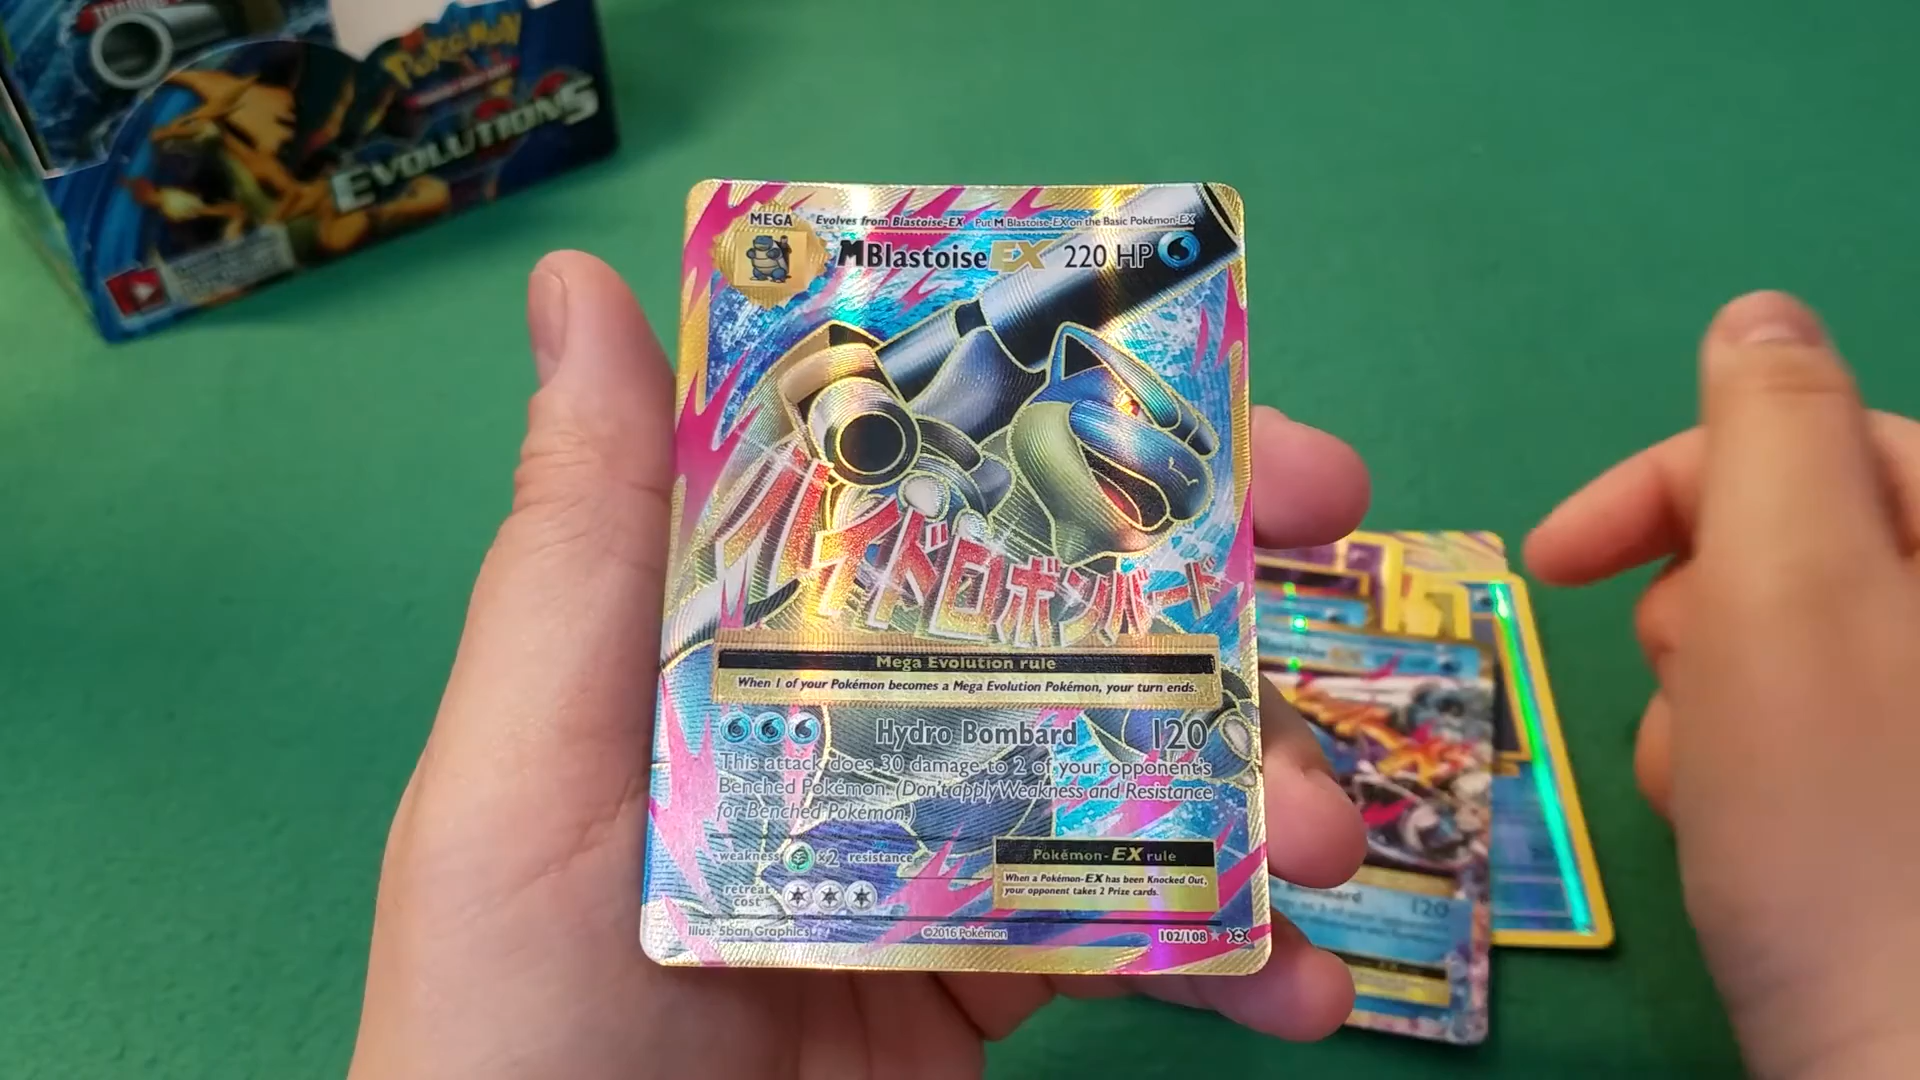 POKéMON
EVOLUTIONS
MEGA
Evolves from Blastoise-EX Put M Blastoise-EX on the Basic Pokémon-EX
MBlastoise EX 220 HP
ハイドロボンバード
Mega Evolution rule
When 1 of your Pokémon becomes a Mega Evolution Pokémon, your turn ends.
Hydro Bombard 120
This attack does 30 damage to 2 of your opponent's
Benched Pokémon. (Don't apply Weakness and Resistance
for Benched Pokémon.)
weakness ×2 resistance
Pokémon-EX rule
When a Pokémon-EX has been Knocked Out,
your opponent takes 2 Prize cards.
retreat
cost
Illus. 5ban Graphics
©2016 Pokémon
102/108
120